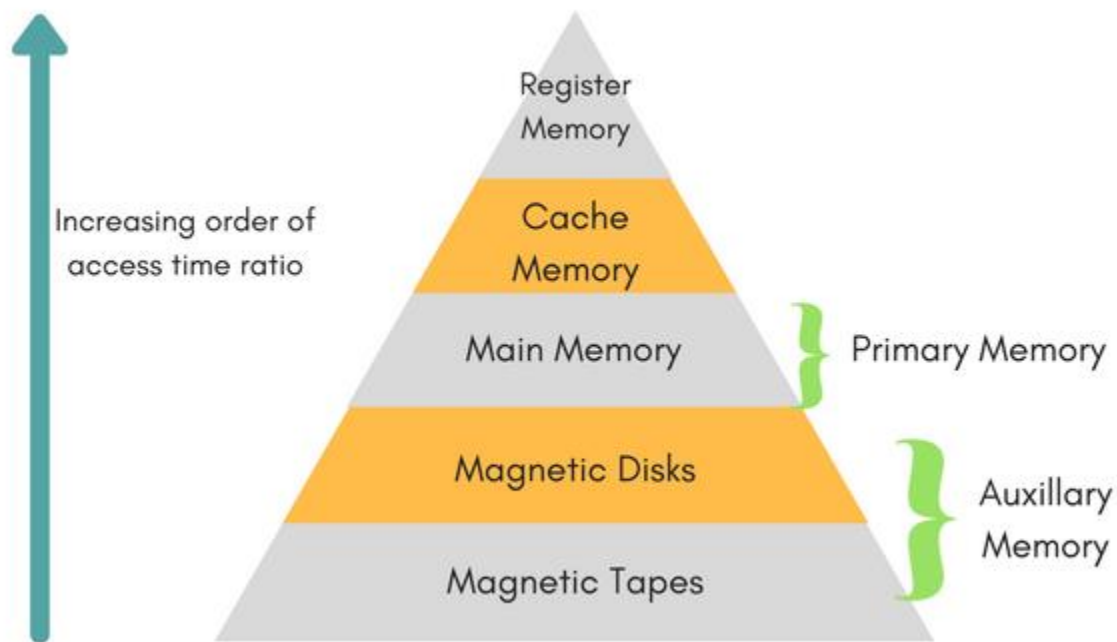 Register
Memory
Increasing order of
access time ratio
Cache
Memory
Main Memory
Primary Memory
Magnetic Disks
Auxillary
Memory
Magnetic Tapes